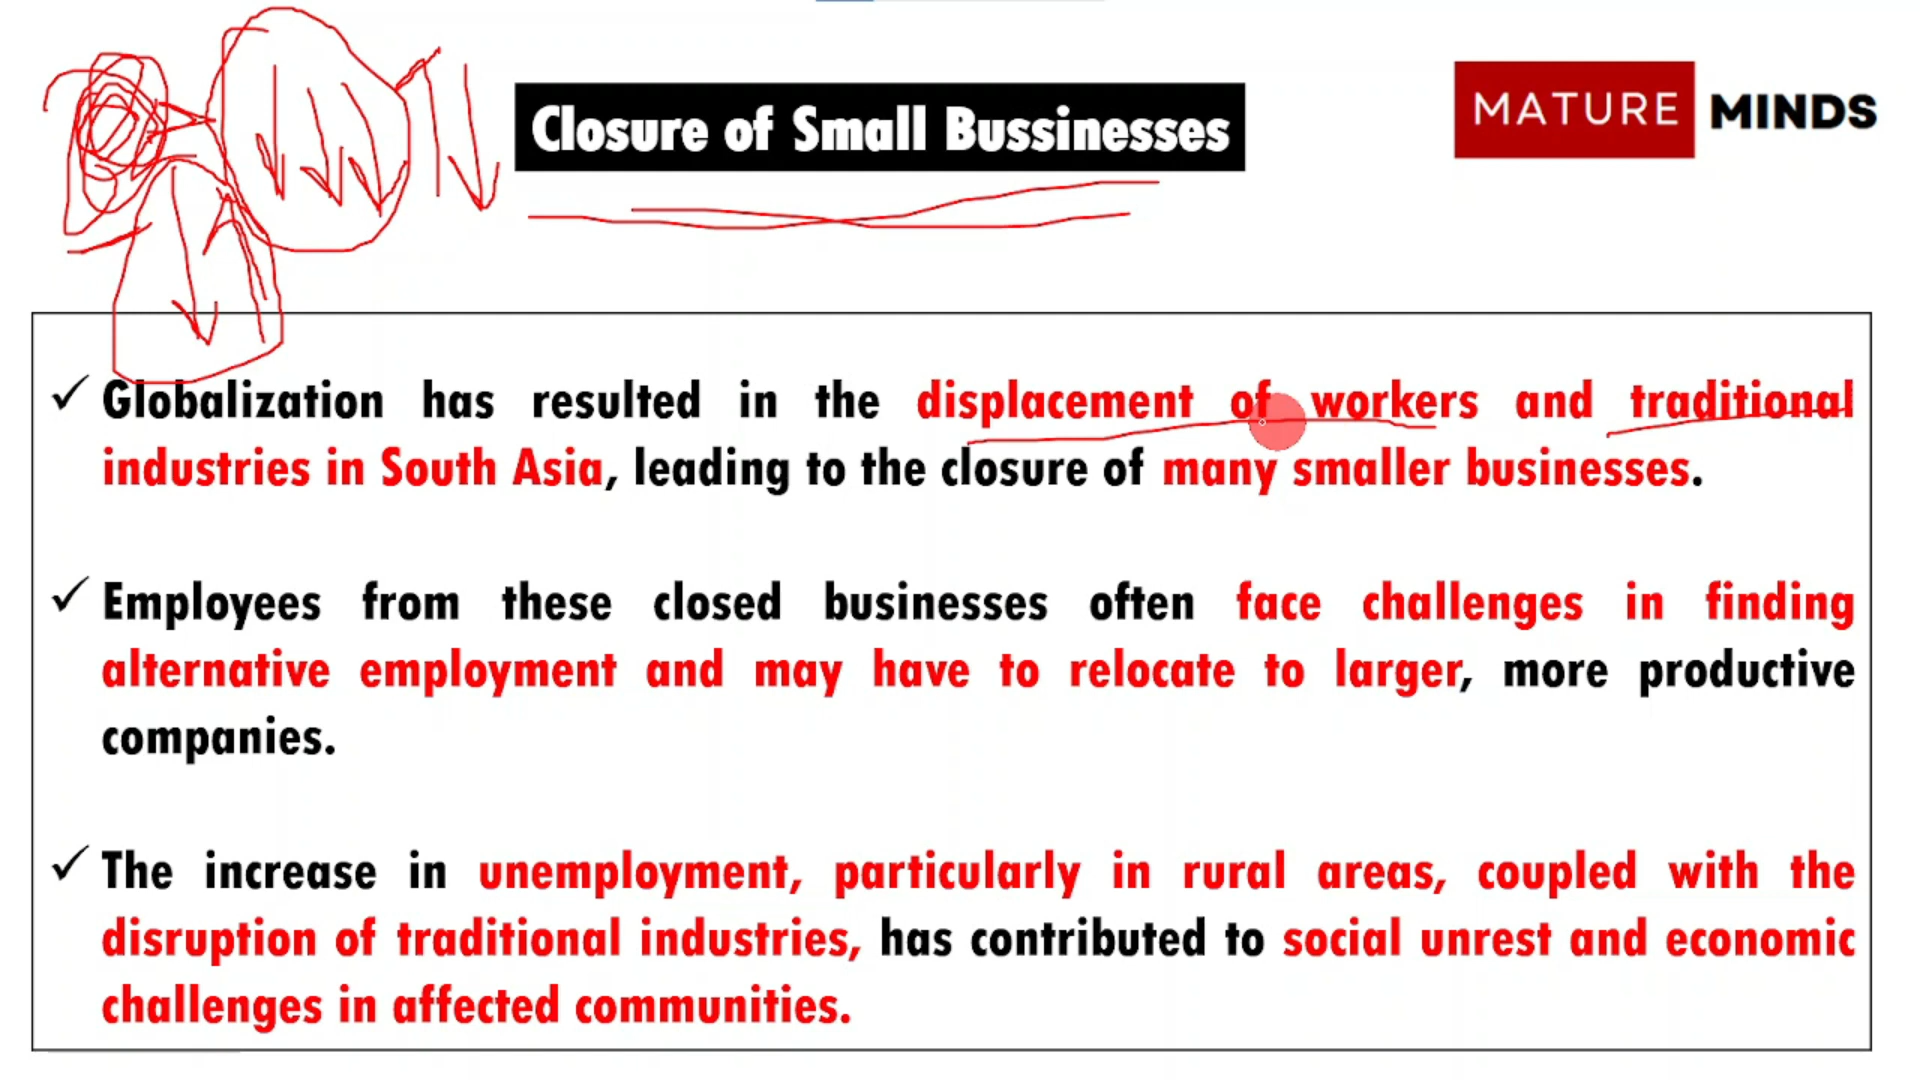 Closure of Small Bussinesses
MATURE MINDS
✓ Globalization has resulted in the displacement of workers and traditional
industries in South Asia, leading to the closure of many smaller businesses.
✓ Employees from these closed businesses often face challenges in finding
alternative employment and may have to relocate to larger, more productive
companies.
✓ The increase in unemployment, particularly in rural areas, coupled with the
disruption of traditional industries, has contributed to social unrest and economic
challenges in affected communities.